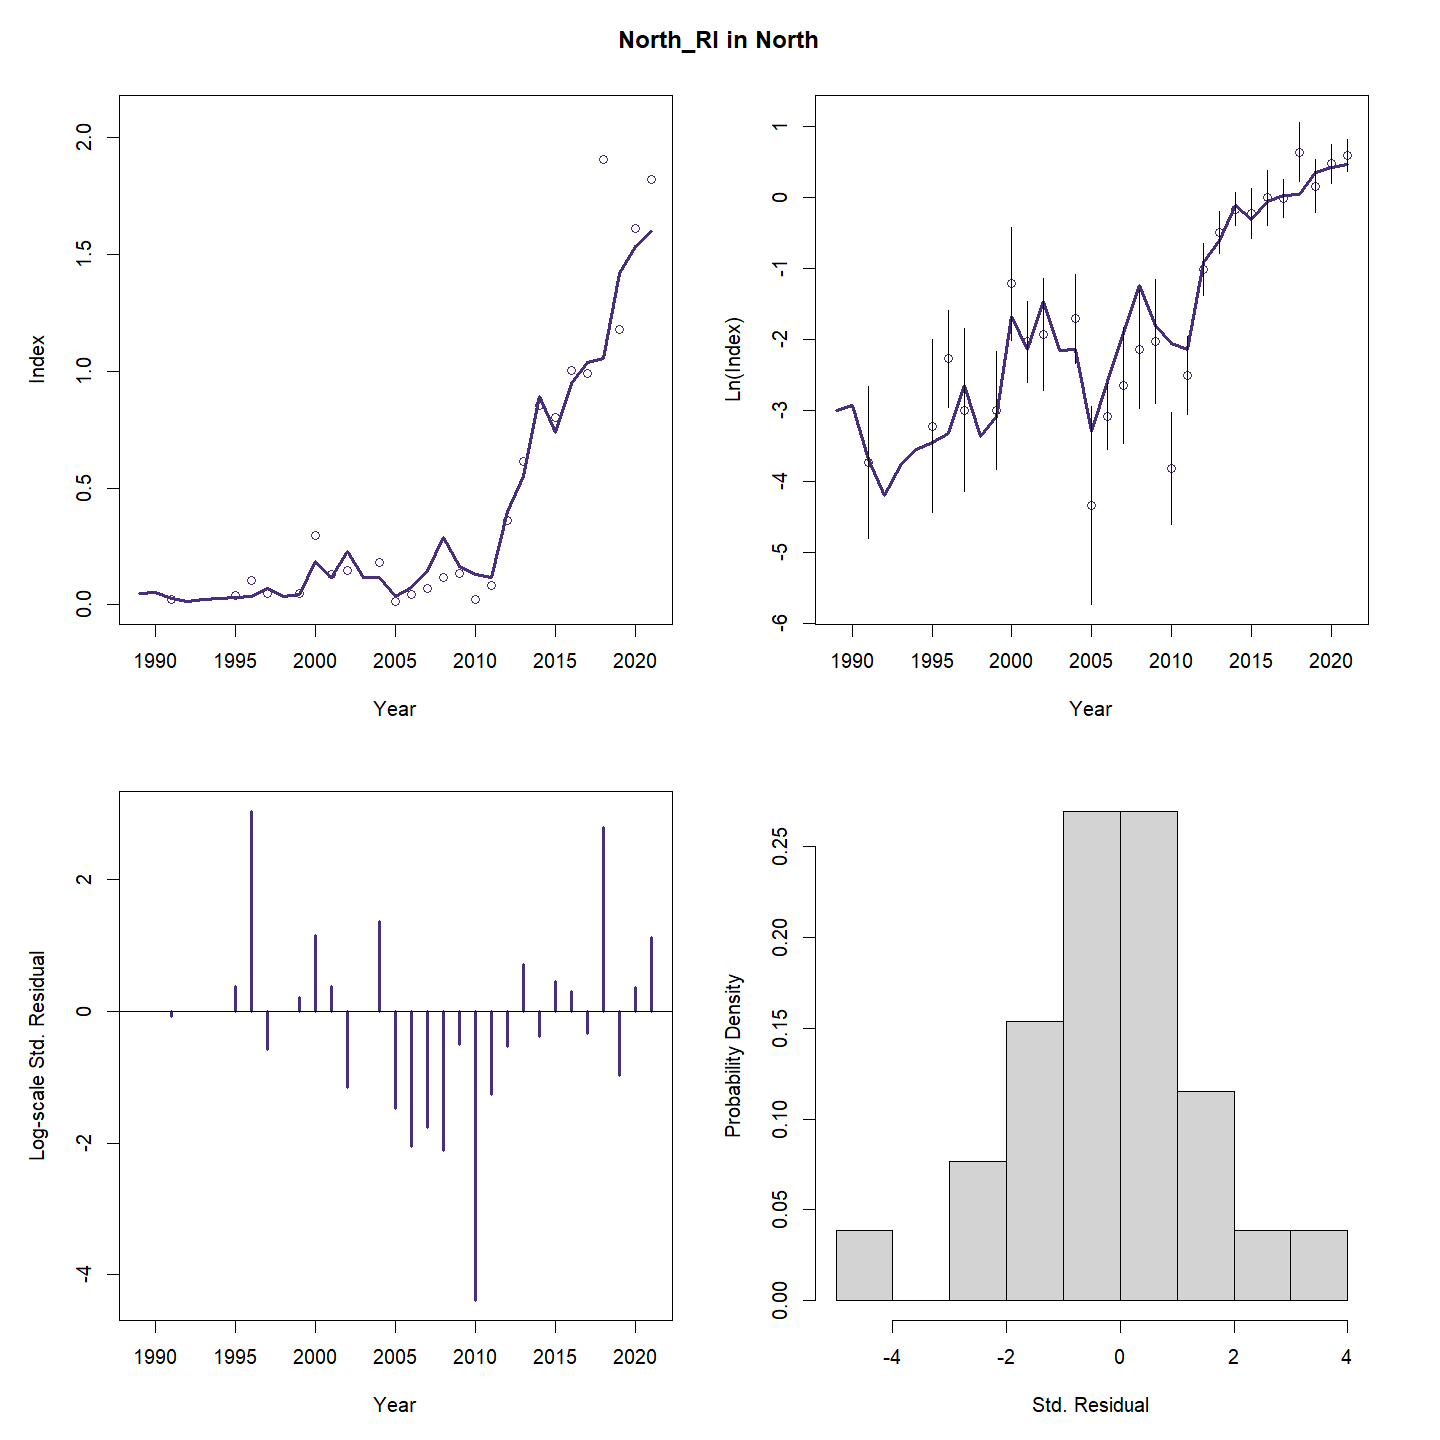 North_RI in North
Index
0.0 0.5 1.0 1.5 2.0
1990 1995 2000 2005 2010 2015 2020
Year
Ln(Index)
-6 -5 -4 -3 -2 -1 0 1
1990 1995 2000 2005 2010 2015 2020
Year
Log-scale Std. Residual
-4 -2 0 2
1990 1995 2000 2005 2010 2015 2020
Year
Probability Density
0.00 0.05 0.10 0.15 0.20 0.25
-4 -2 0 2 4
Std. Residual